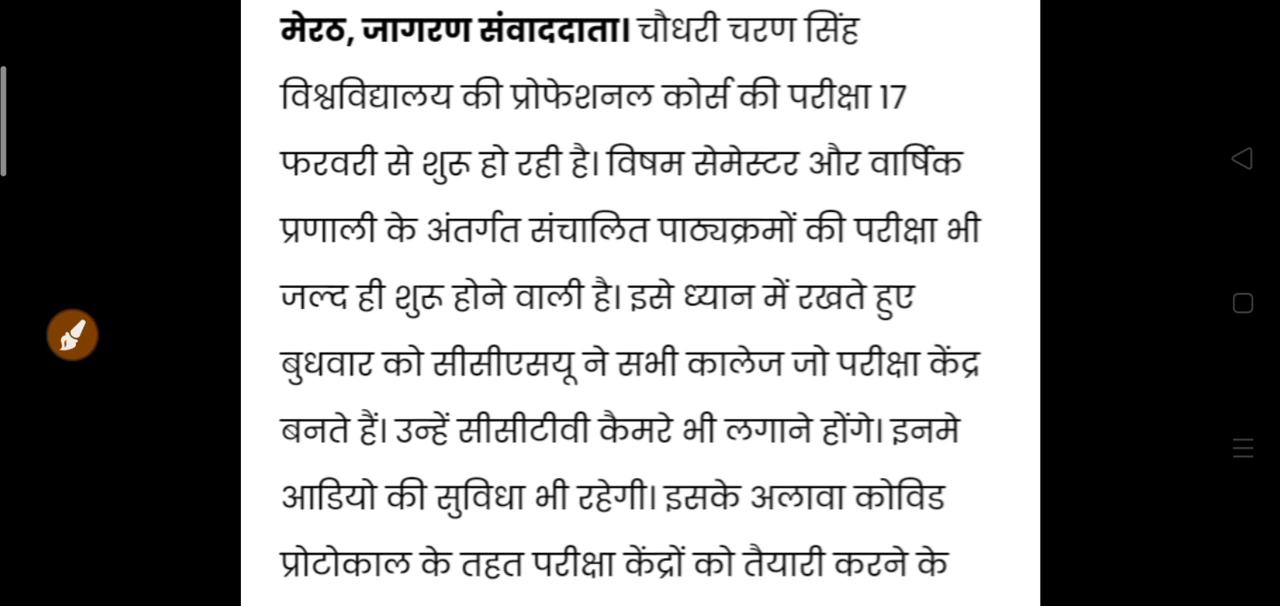 मेरठ, जागरण संवाददाता। चौधरी चरण सिंह
विश्वविद्यालय की प्रोफेशनल कोर्स की परीक्षा 17
फरवरी से शुरू हो रही है। विषम सेमेस्टर और वार्षिक
प्रणाली के अंतर्गत संचालित पाठ्यक्रमों की परीक्षा भी
जल्द ही शुरू होने वाली है। इसे ध्यान में रखते हुए
बुधवार को सीसीएसयू ने सभी कालेज जो परीक्षा केंद्र
बनते हैं। उन्हें सीसीटीवी कैमरे भी लगाने होंगे। इनमे
आडियो की सुविधा भी रहेगी। इसके अलावा कोविड
प्रोटोकाल के तहत परीक्षा केंद्रों को तैयारी करने के